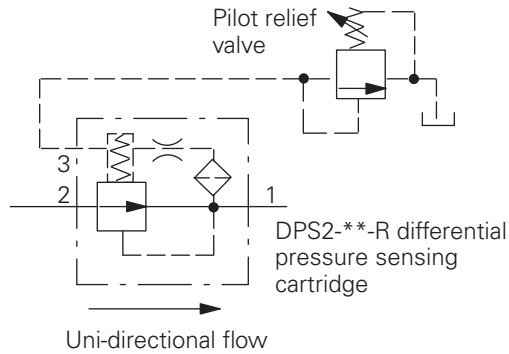 Pilot relief
valve
3
2
1
DPS2-**-R differential
pressure sensing
cartridge
Uni-directional flow